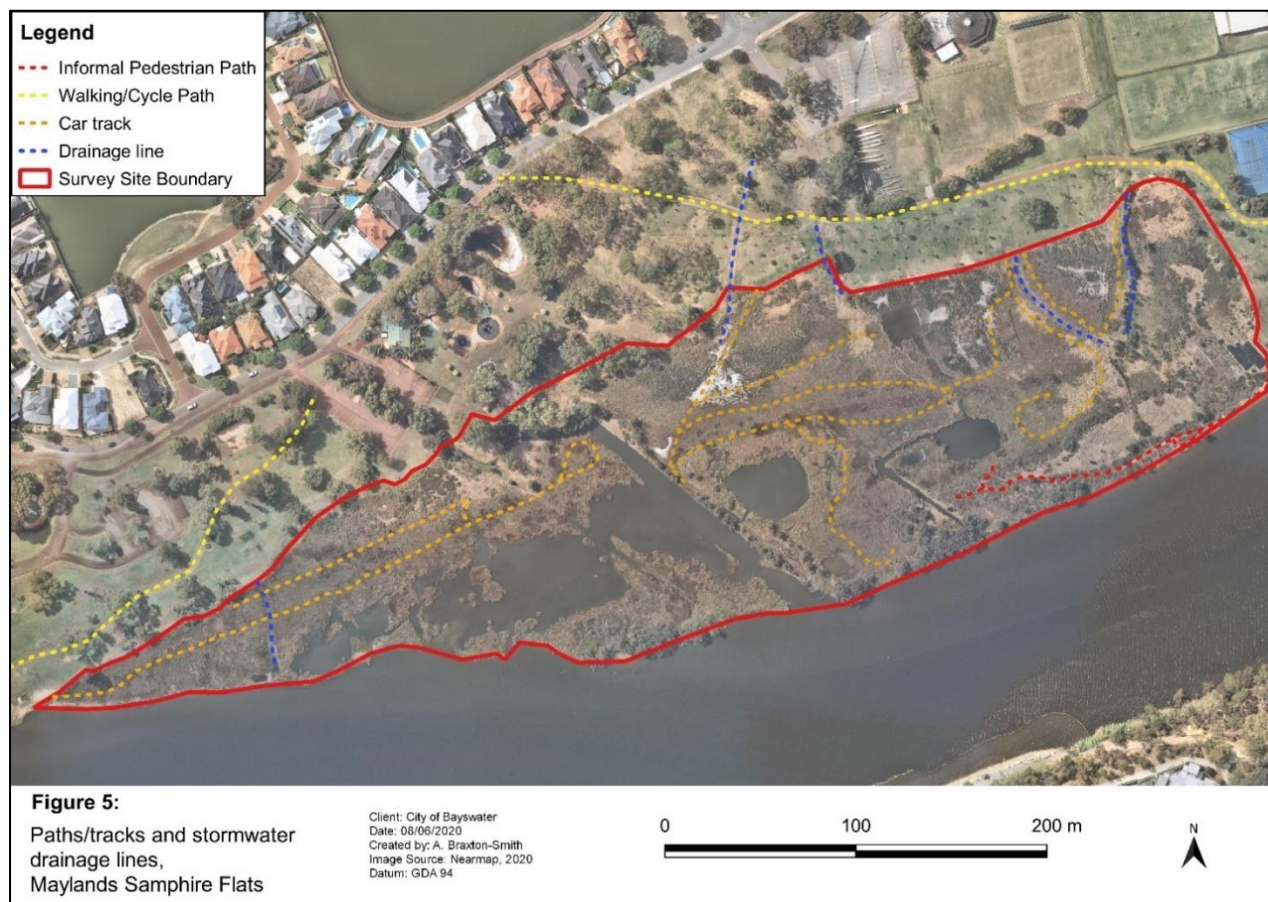 Legend
Informal Pedestrian Path
Walking/Cycle Path
Car track
Drainage line
Survey Site Boundary
Figure 5:
Paths/tracks and stormwater
drainage lines,
Maylands Samphire Flats
Client: City of Bayswater
Date: 08/06/2020
Created by: A. Braxton-Smith
Image Source: Nearmap, 2020
Datum: GDA 94
0 100 200 m
N